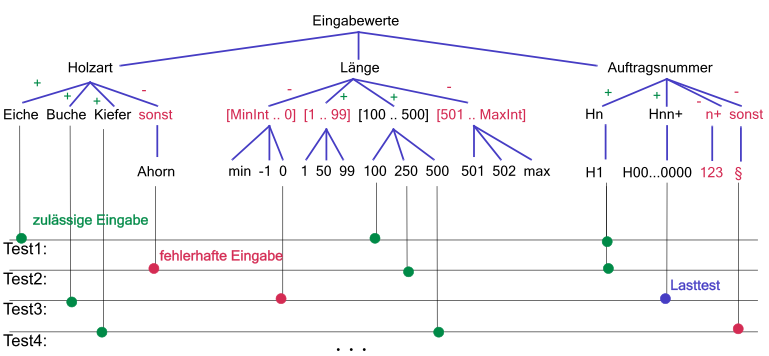 Eingabewerte
Holzart Länge Auftragsnummer
+ + + - - + + - + + - -
Eiche Buche Kiefer sonst [MinInt .. 0] [1 .. 99] [100 .. 500] [501 .. MaxInt] Hn Hnn+ n+ sonst
Ahorn min -1 0 1 50 99 100 250 500 501 502 max H1 H00...0000 123 §
zulässige Eingabe
Test1:
fehlerhafte Eingabe
Test2:
Lasttest
Test3:
Test4:
. . .